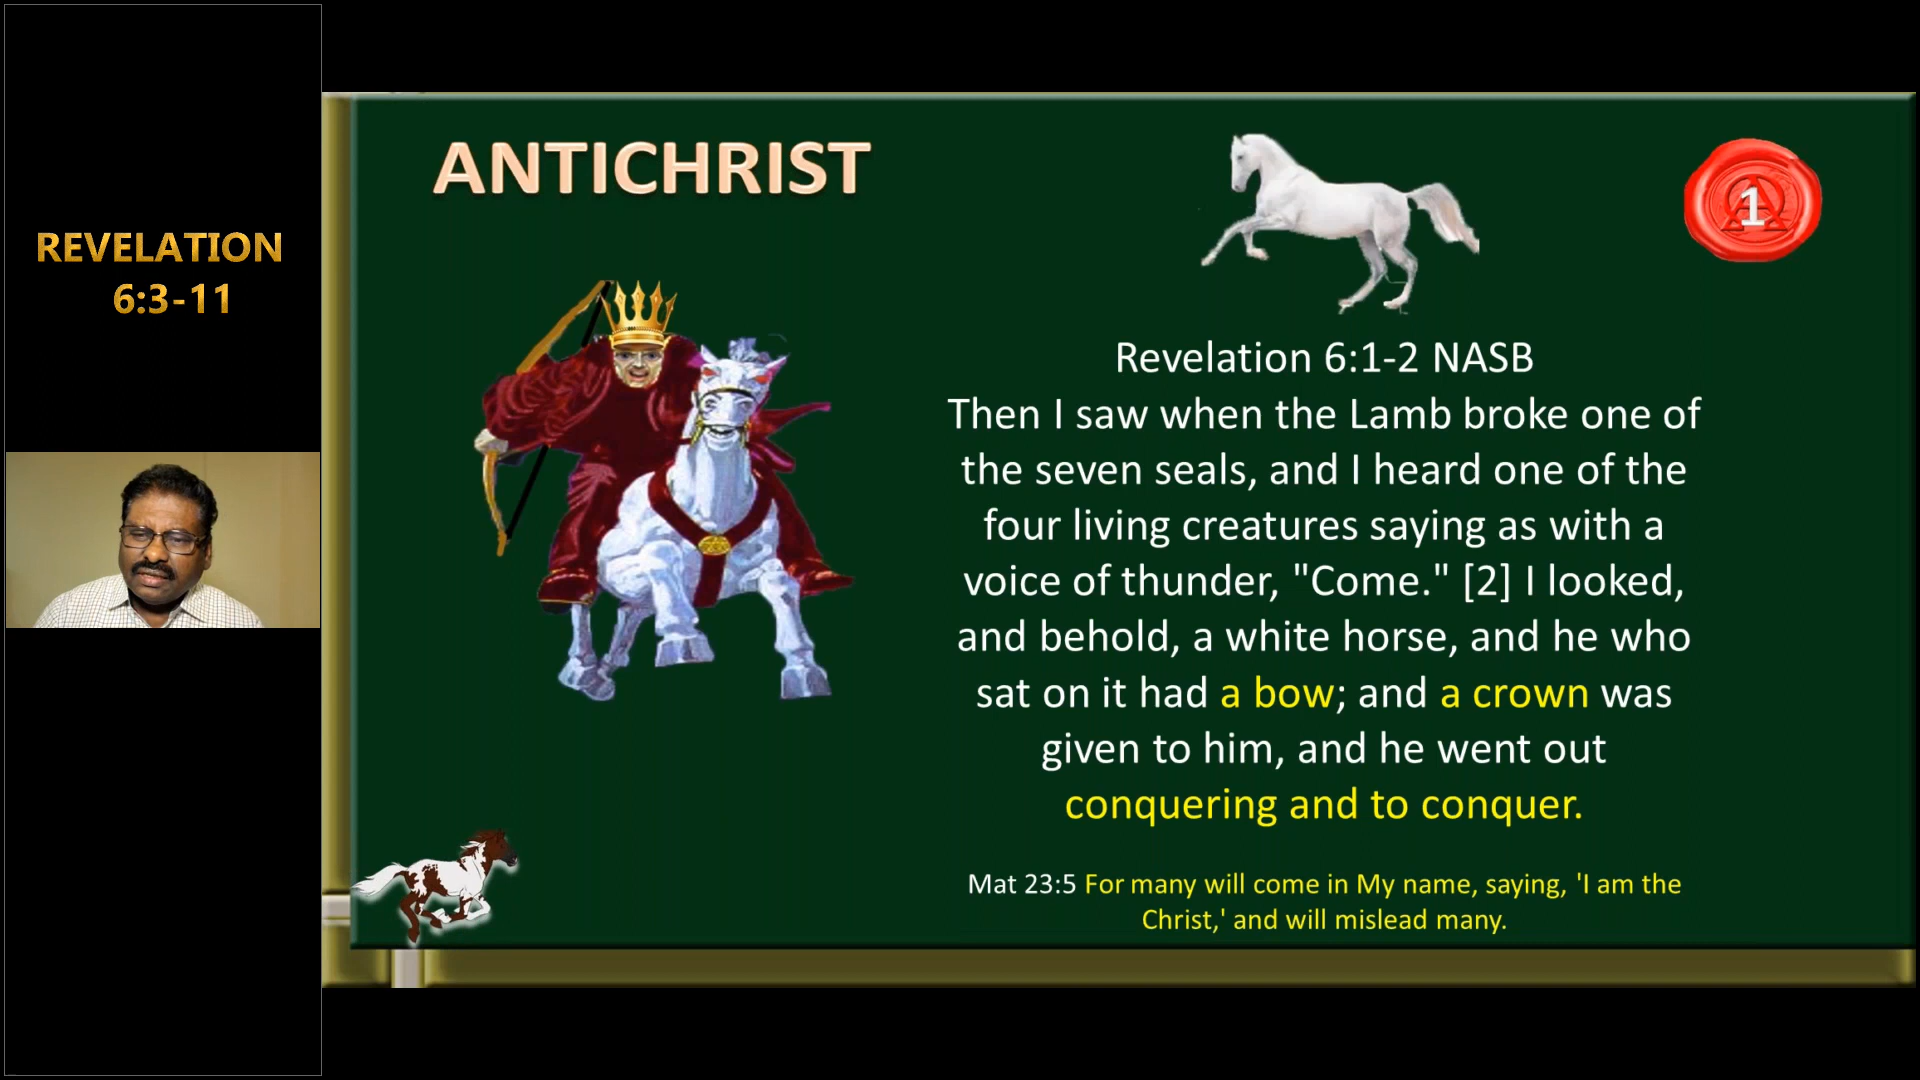 REVELATION
6:3-11
ANTICHRIST
1
Revelation 6:1-2 NASB
Then I saw when the Lamb broke one of
the seven seals, and I heard one of the
four living creatures saying as with a
voice of thunder, "Come." [2] I looked,
and behold, a white horse, and he who
sat on it had a bow; and a crown was
given to him, and he went out
conquering and to conquer.
Mat 23:5 For many will come in My name, saying, 'I am the
Christ,' and will mislead many.